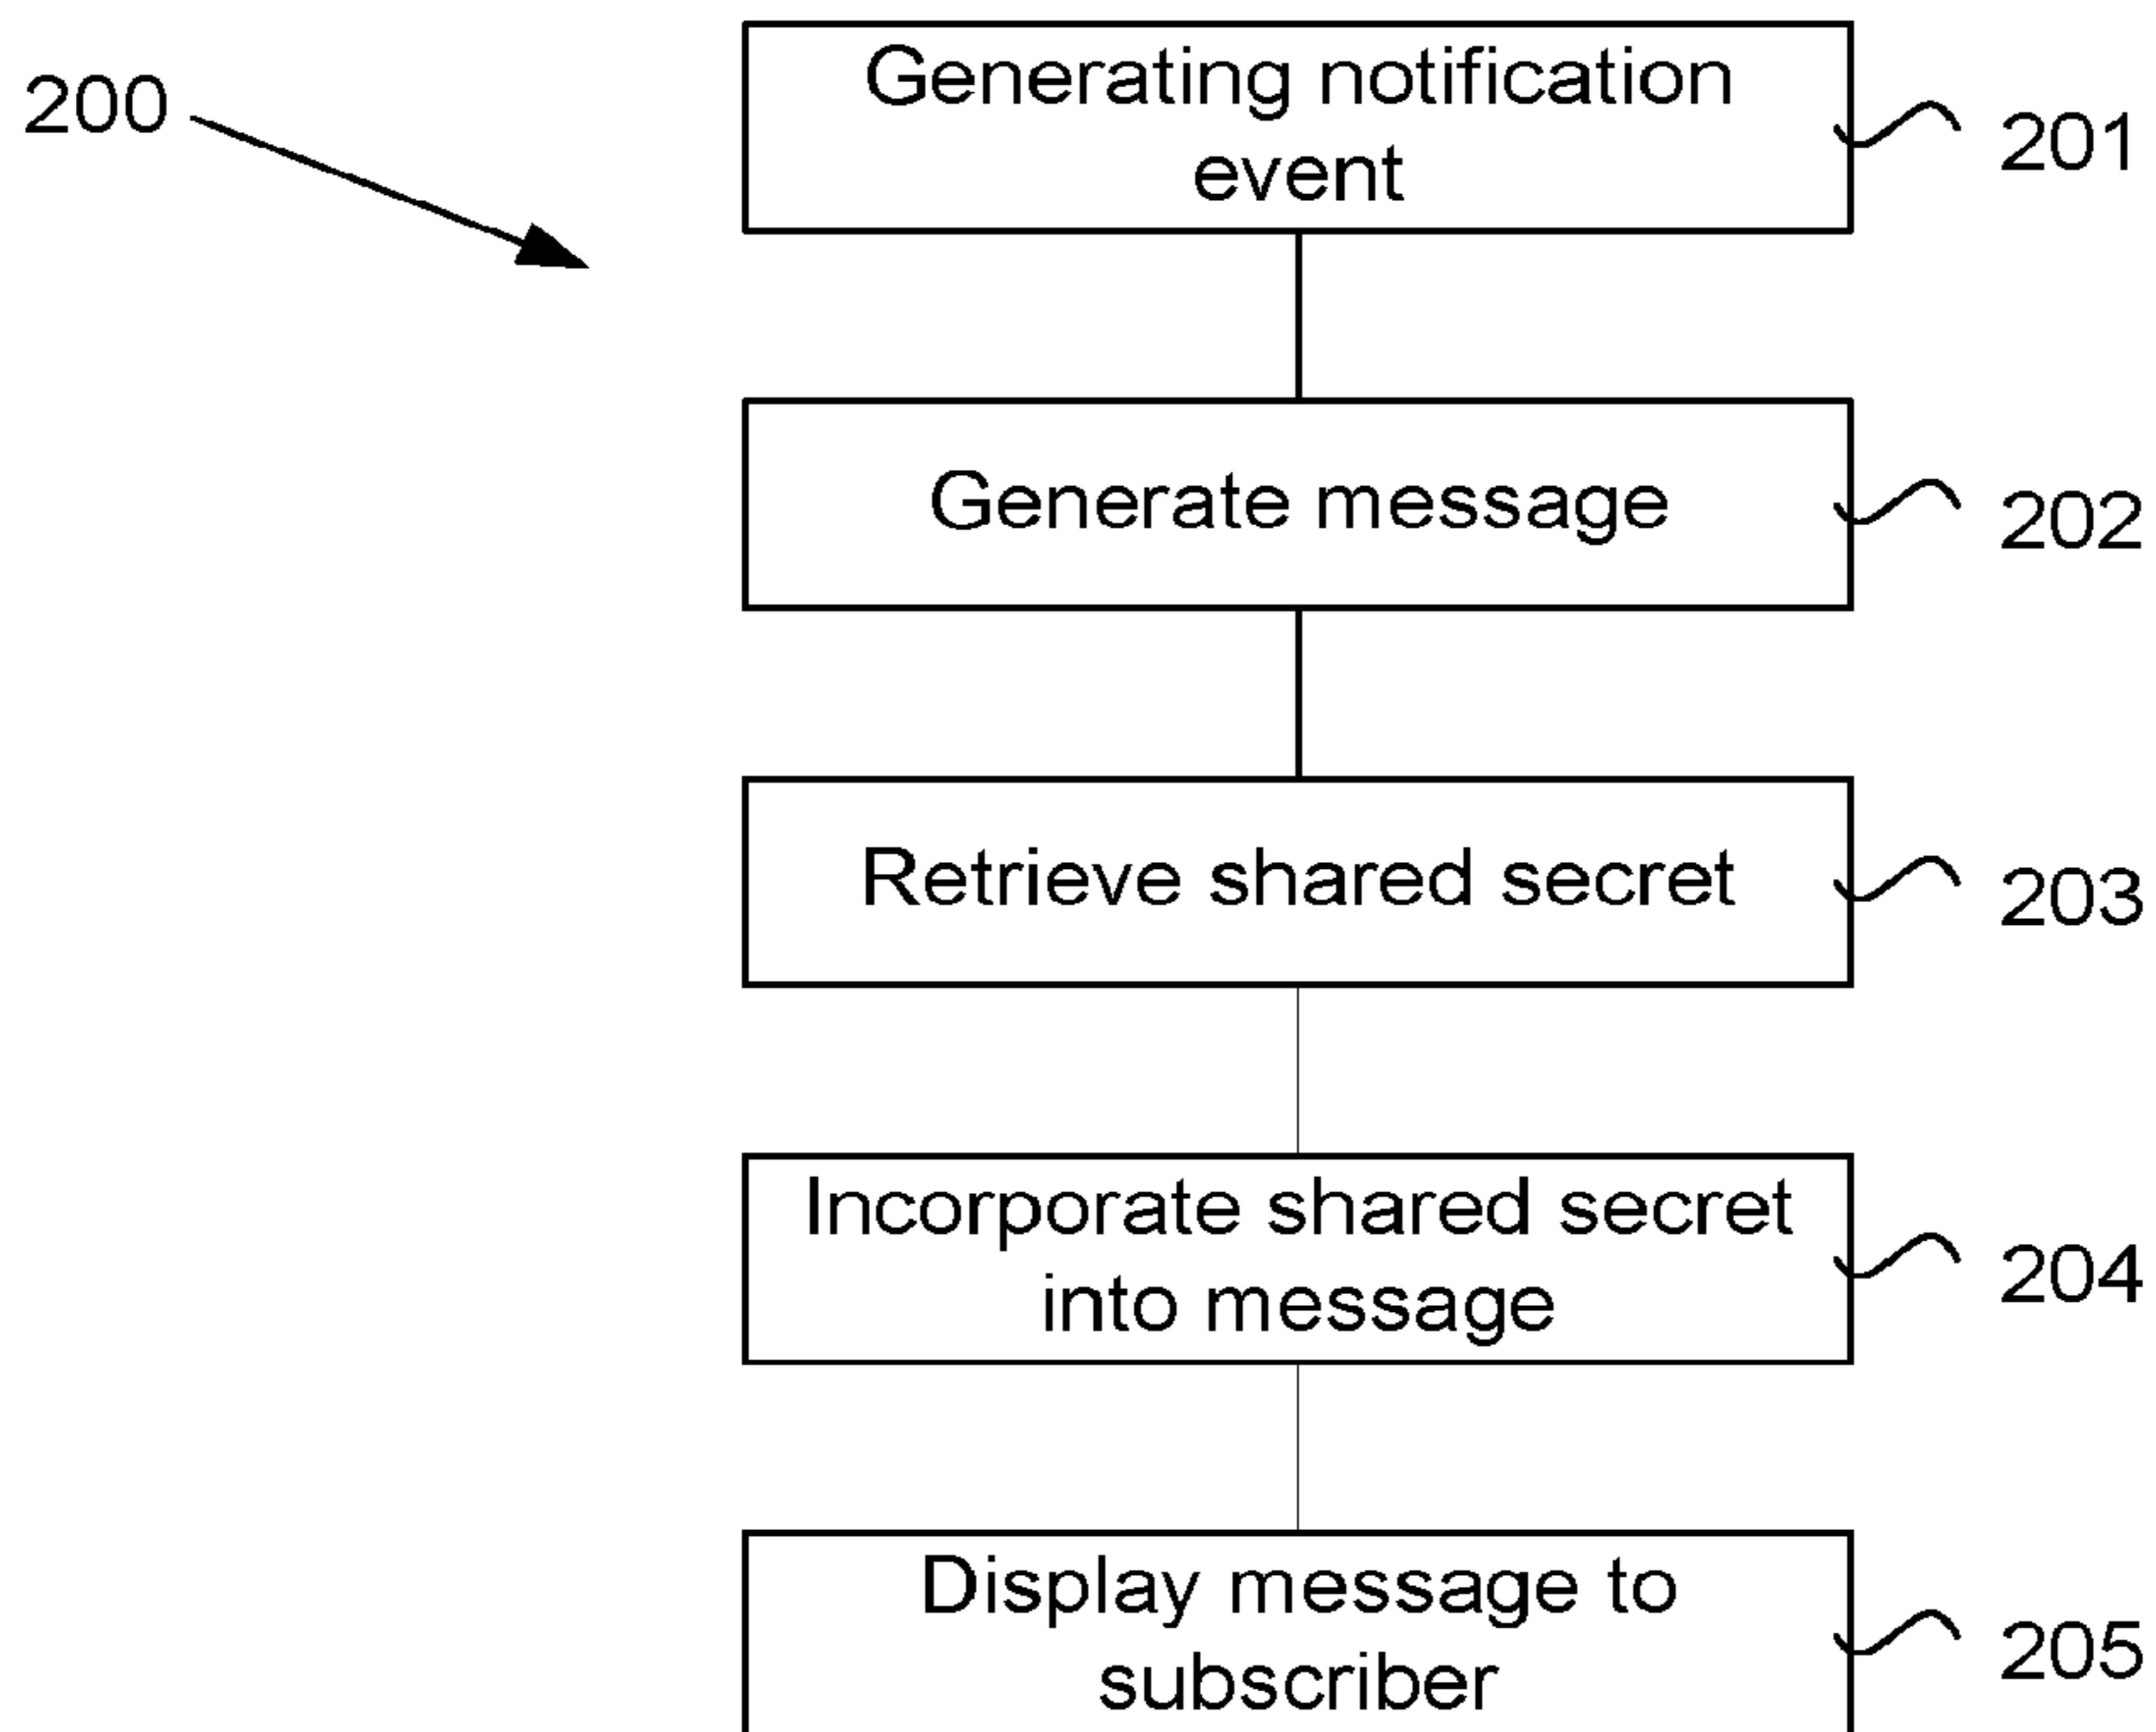 200
Generating notification
event
201
Generate message
202
Retrieve shared secret
203
Incorporate shared secret
into message
204
Display message to
subscriber
205